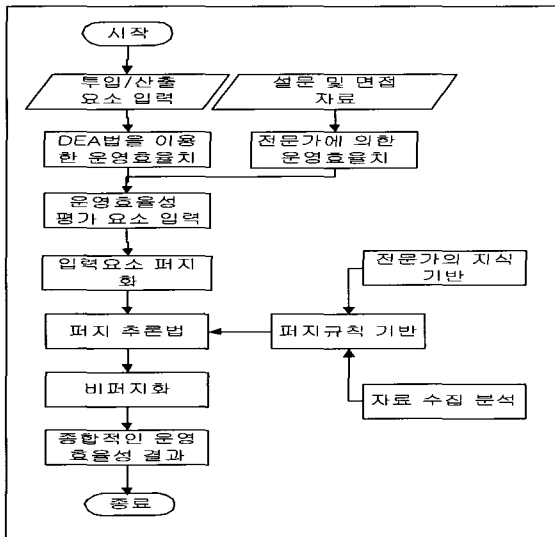 시작
투입/산출
요소 입력
설문 및 면접
자료
DEA법을 이용
한 운영효율치
전문가에 의한
운영효율치
운영효율성
평가 요소 입력
입력요소 퍼지
화
전문가의 지식
기반
퍼지 추론법
퍼지규칙 기반
비퍼지화
자료 수집 분석
종합적인 운영
효율성 결과
종료